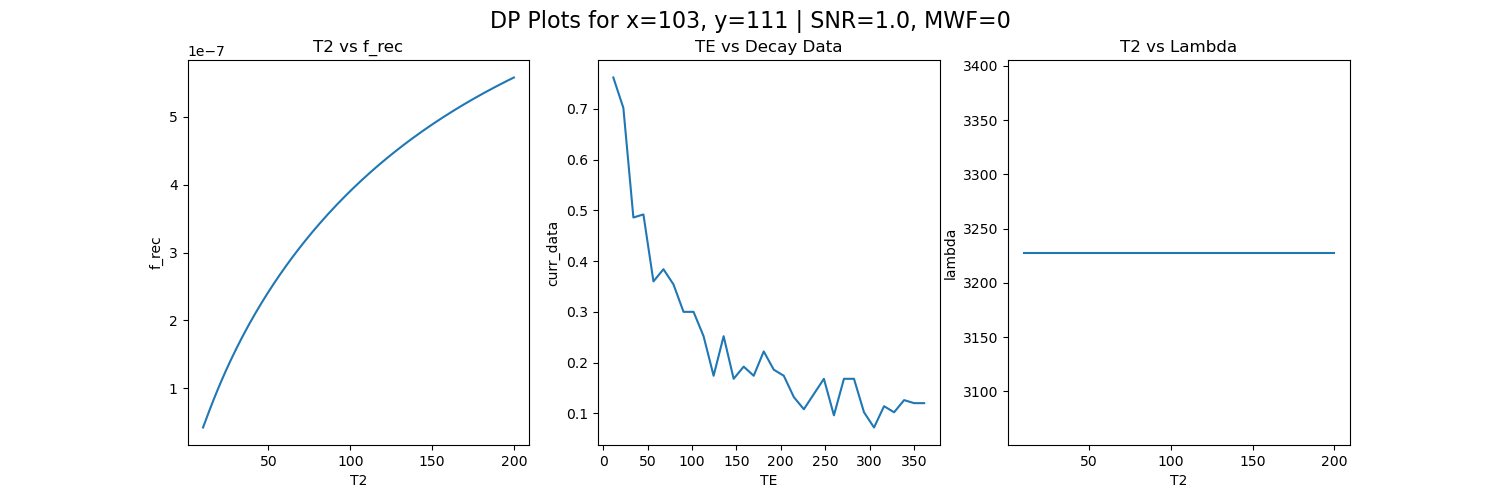 DP Plots for x=103, y=111 | SNR=1.0, MWF=0
T2 vs f_rec
1e−7
5
4
3
2
1
f_rec
50 100 150 200
T2
TE vs Decay Data
0.7
0.6
0.5
0.4
0.3
0.2
0.1
curr_data
0 50 100 150 200 250 300 350
TE
T2 vs Lambda
3400
3350
3300
3250
3200
3150
3100
lambda
50 100 150 200
T2